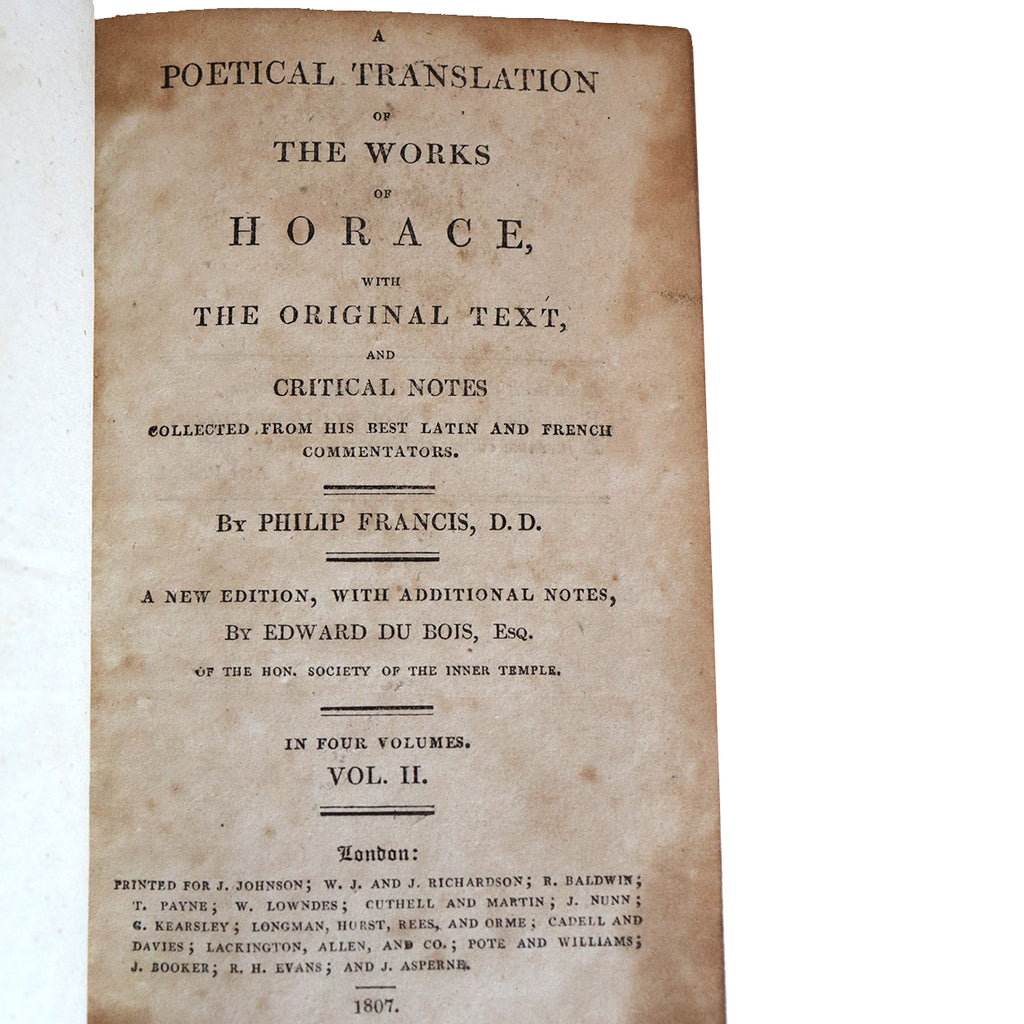 A
POETICAL TRANSLATION
OF
THE WORKS
OF
HORACE,
WITH
THE ORIGINAL TEXT,
AND
CRITICAL NOTES
COLLECTED FROM HIS BEST LATIN AND FRENCH
COMMENTATORS.
BY PHILIP FRANCIS, D. D.
A NEW EDITION, WITH ADDITIONAL NOTES,
BY EDWARD DU BOIS, ESQ.
OF THE HON. SOCIETY OF THE INNER TEMPLE.
IN FOUR VOLUMES.
VOL. II.
London:
PRINTED FOR J. JOHNSON; W. J. AND J. RICHARDSON; R. BALDWIN;
T. PAYNE; W. LOWNDES; CUTHELL AND MARTIN; J. NUNN;
G. KEARSLEY; LONGMAN, HURST, REES, AND ORME; CADELL AND
DAVIES; LACKINGTON, ALLEN, AND CO.; POTE AND WILLIAMS;
J. BOOKER; R. H. EVANS; AND J. ASPERNE.
1807.